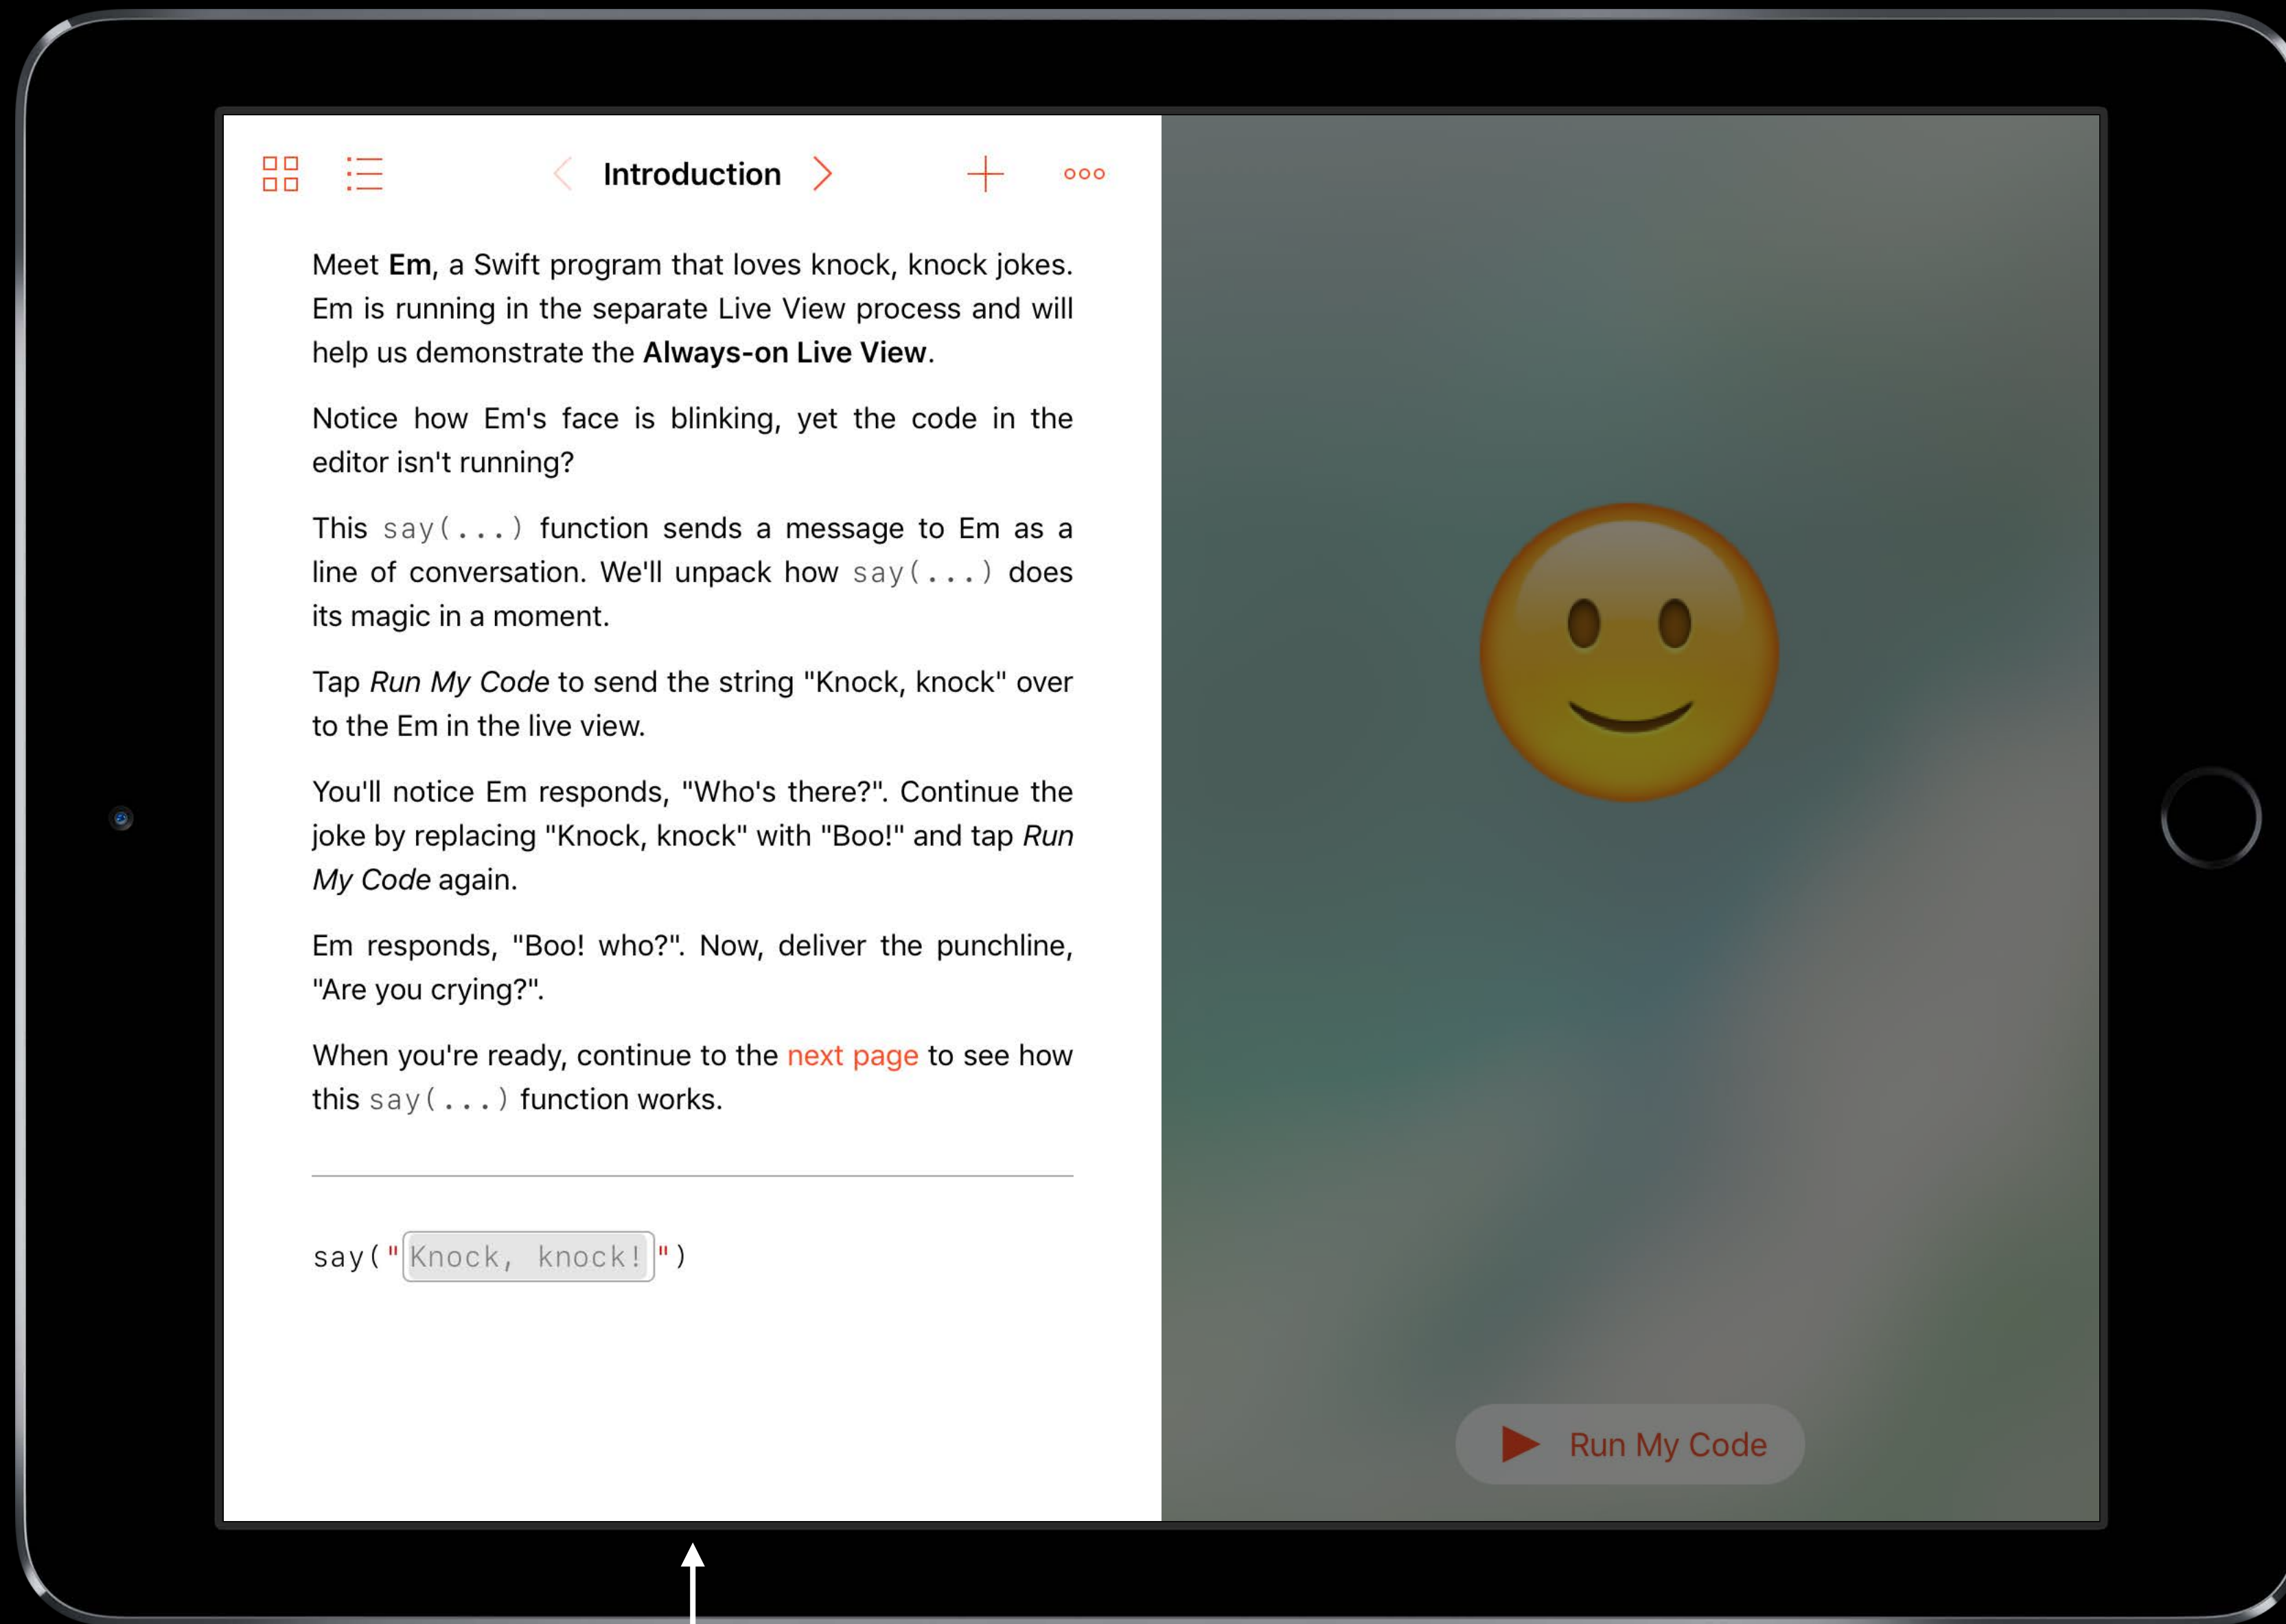 Introduction
Meet Em, a Swift program that loves knock, knock jokes.
Em is running in the separate Live View process and will
help us demonstrate the Always-on Live View.
Notice how Em's face is blinking, yet the code in the
editor isn't running?
This say(...) function sends a message to Em as a
line of conversation. We'll unpack how say(...) does
its magic in a moment.
Tap Run My Code to send the string "Knock, knock" over
to the Em in the live view.
You'll notice Em responds, "Who's there?". Continue the
joke by replacing "Knock, knock" with "Boo!" and tap Run
My Code again.
Em responds, "Boo! who?". Now, deliver the punchline,
"Are you crying?".
When you're ready, continue to the next page to see how
this say(...) function works.
say("Knock, knock!")
Run My Code